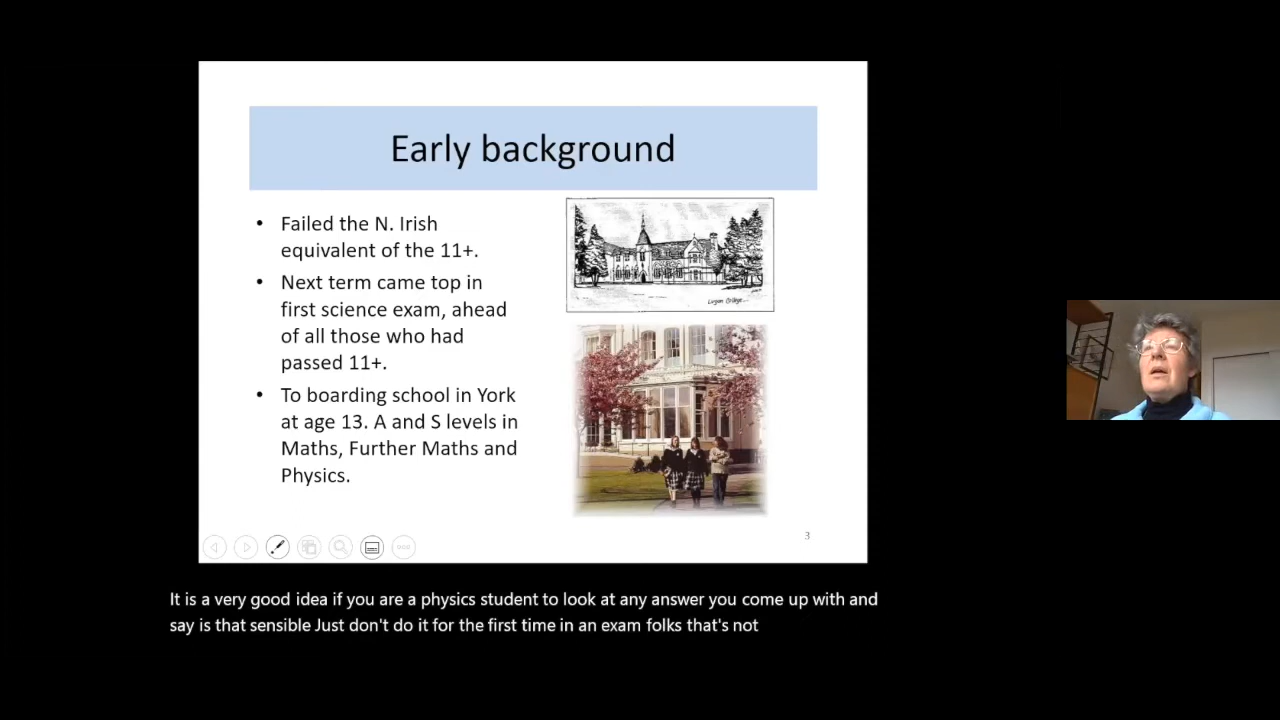 Early background
• Failed the N. Irish
equivalent of the 11+.
• Next term came top in
first science exam, ahead
of all those who had
passed 11+.
• To boarding school in York
at age 13. A and S levels in
Maths, Further Maths and
Physics.
Lurgan College
3
It is a very good idea if you are a physics student to look at any answer you come up with and
say is that sensible Just don't do it for the first time in an exam folks that's not